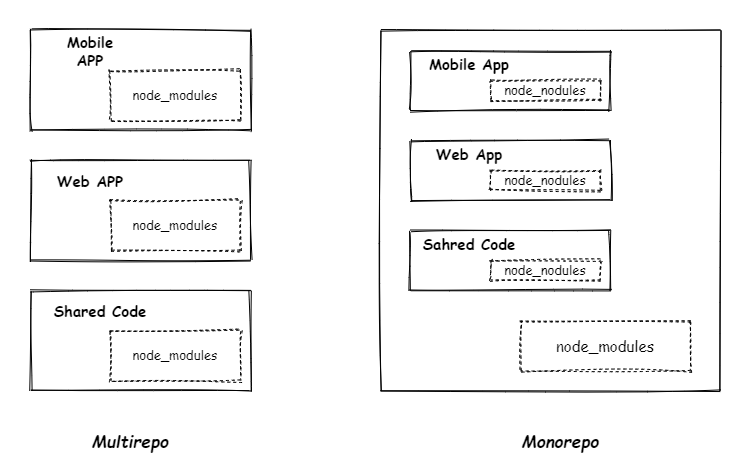 Mobile
APP
node_modules
Web APP
node_modules
Shared Code
node_modules
Multirepo
Mobile App
node_nodules
Web App
node_nodules
Sahred Code
node_nodules
node_modules
Monorepo